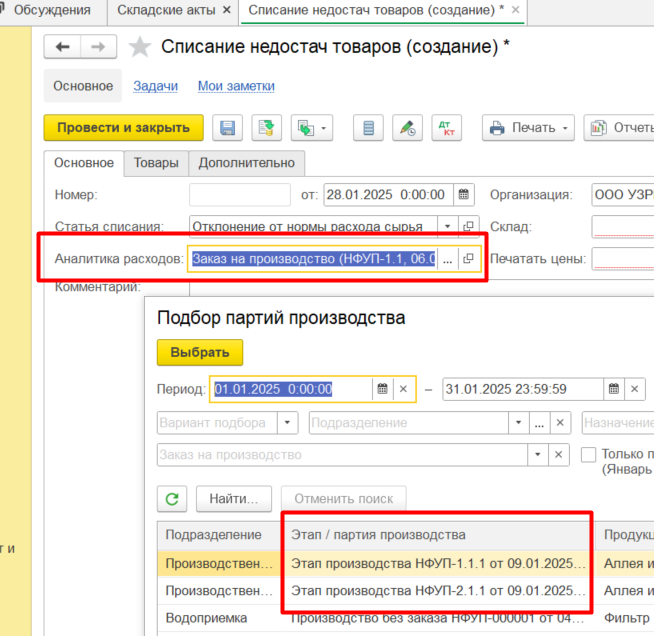 Обсуждения Складские акты × Списание недостач товаров (создание) * ×
Списание недостач товаров (создание) *
Основное Задачи Мои заметки
Провести и закрыть Дт Кт Печать Отчеть
Основное Товары Дополнительно
Номер: от: 28.01.2025 0:00:00 Организация: ООО УЗР
Статья списания: Отклонение от нормы расхода сырья Склад:
Аналитика расходов: Заказ на производство (НФУП-1.1, 06.0 ... Печатать цены:
Комментарий:
Подбор партий производства
Выбрать
Период: 01.01.2025 0:00:00 × – 31.01.2025 23:59:59 ×
Вариант подбора Подразделение ... × Назначение
Заказ на производство × Только п
(Январь
Найти... Отменить поиск
т и
Подразделение Этап / партия производства Продукц
Производствен... Этап производства НФУП-1.1.1 от 09.01.2025... Аллея и
Производствен... Этап производства НФУП-2.1.1 от 09.01.2025... Аллея и
Водоприемка Производство без заказа НФУП-000001 от 04... Фильтр